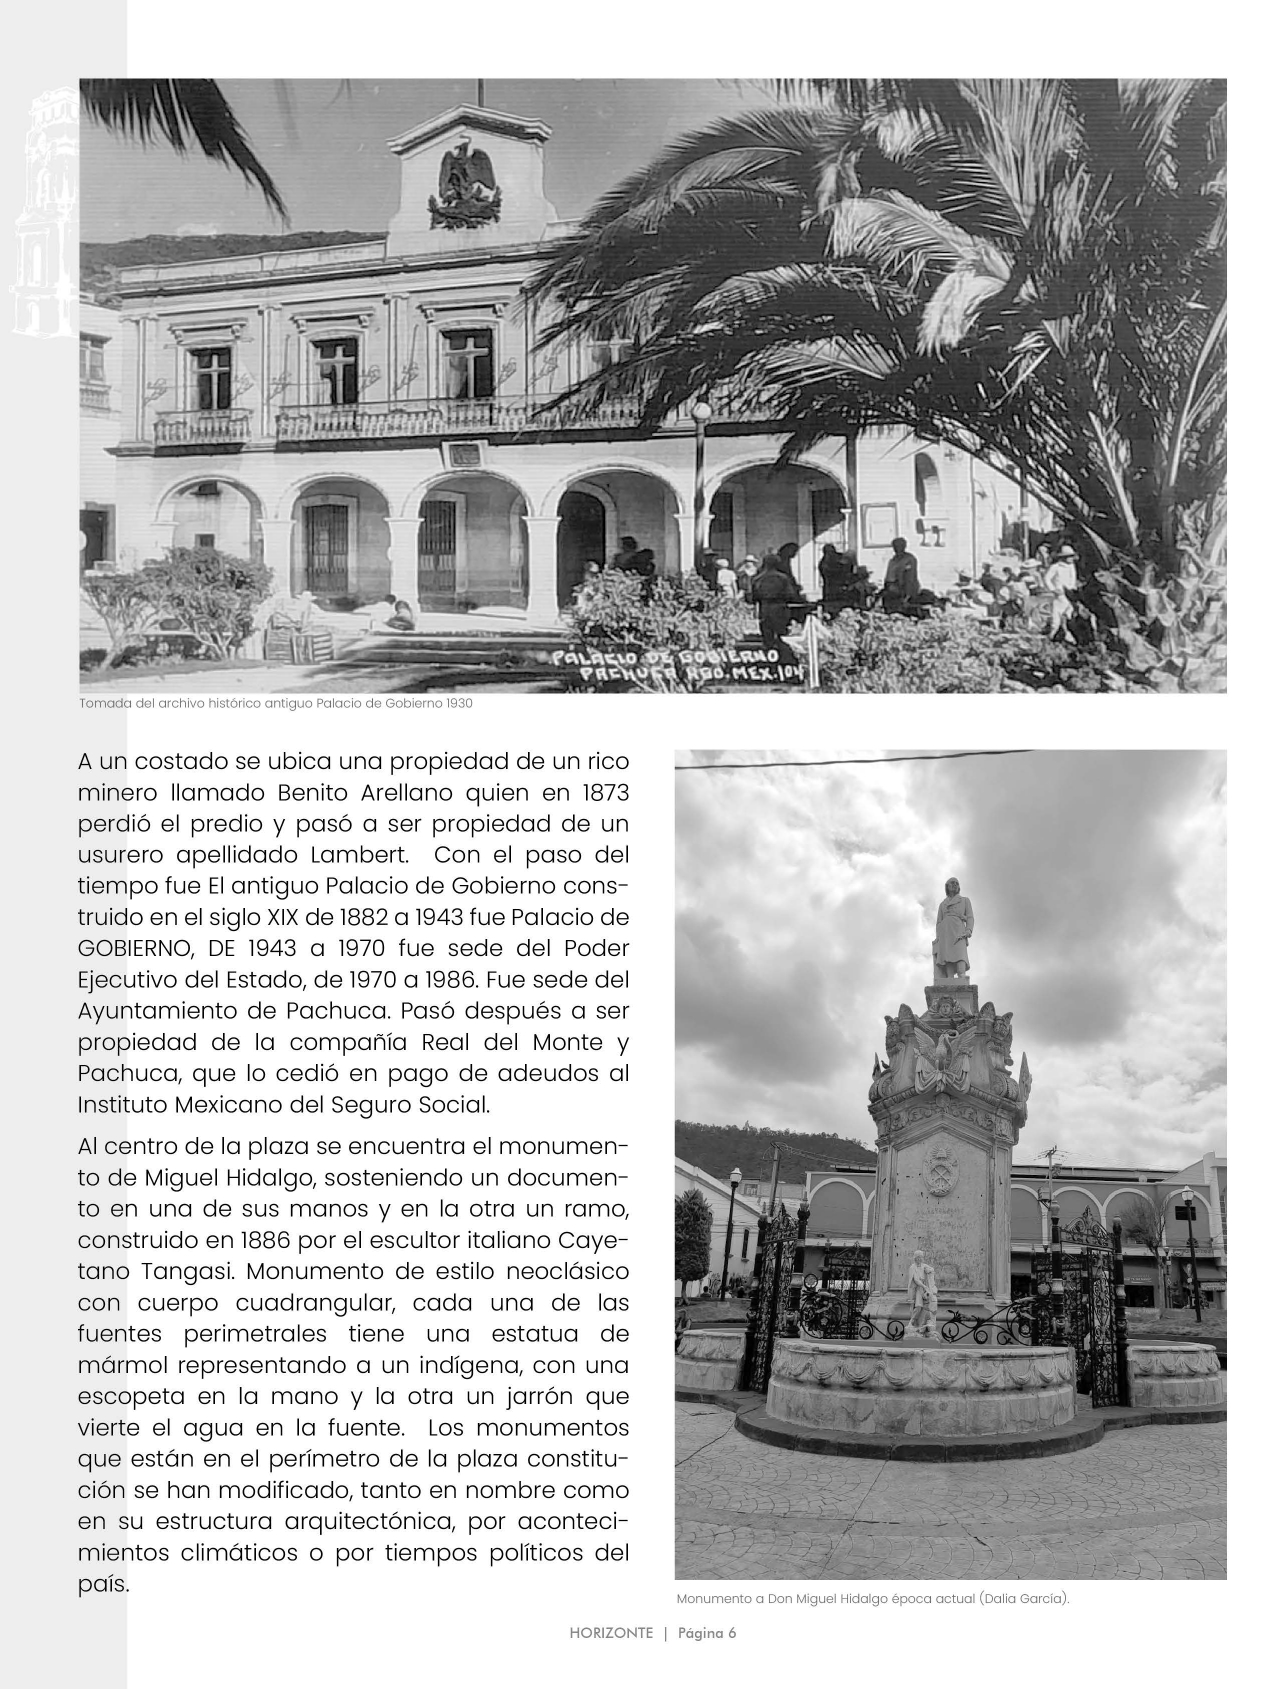 PALACIO DE GOBIERNO
PACHUCA HGO. MEX. 104
Tomada del archivo histórico antiguo Palacio de Gobierno 1930
A un costado se ubica una propiedad de un rico
minero llamado Benito Arellano quien en 1873
perdió el predio y pasó a ser propiedad de un
usurero apellidado Lambert.  Con el paso del
tiempo fue El antiguo Palacio de Gobierno cons-
truido en el siglo XIX de 1882 a 1943 fue Palacio de
GOBIERNO, DE 1943 a 1970 fue sede del Poder
Ejecutivo del Estado, de 1970 a 1986. Fue sede del
Ayuntamiento de Pachuca. Pasó después a ser
propiedad de la compañía Real del Monte y
Pachuca, que lo cedió en pago de adeudos al
Instituto Mexicano del Seguro Social.
Al centro de la plaza se encuentra el monumen-
to de Miguel Hidalgo, sosteniendo un documen-
to en una de sus manos y en la otra un ramo,
construido en 1886 por el escultor italiano Caye-
tano Tangasi. Monumento de estilo neoclásico
con cuerpo cuadrangular, cada una de las
fuentes perimetrales tiene una estatua de
mármol representando a un indígena, con una
escopeta en la mano y la otra un jarrón que
vierte el agua en la fuente.  Los monumentos
que están en el perímetro de la plaza constitu-
ción se han modificado, tanto en nombre como
en su estructura arquitectónica, por aconteci-
mientos climáticos o por tiempos políticos del
país.
Monumento a Don Miguel Hidalgo época actual (Dalia García).
HORIZONTE | Página 6